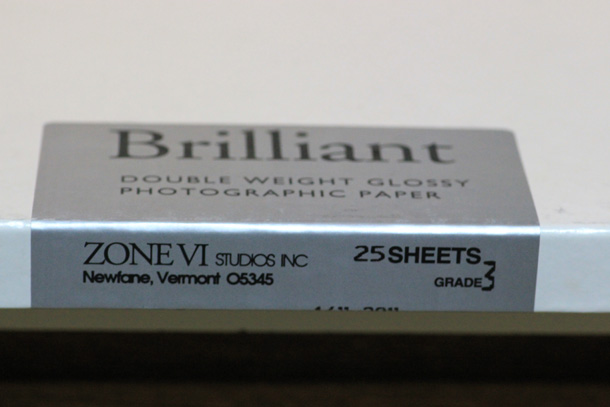 Brilliant
DOUBLE WEIGHT GLOSSY
PHOTOGRAPHIC PAPER
ZONE VI STUDIOS INC
Newfane, Vermont 05345
25 SHEETS
GRADE 3